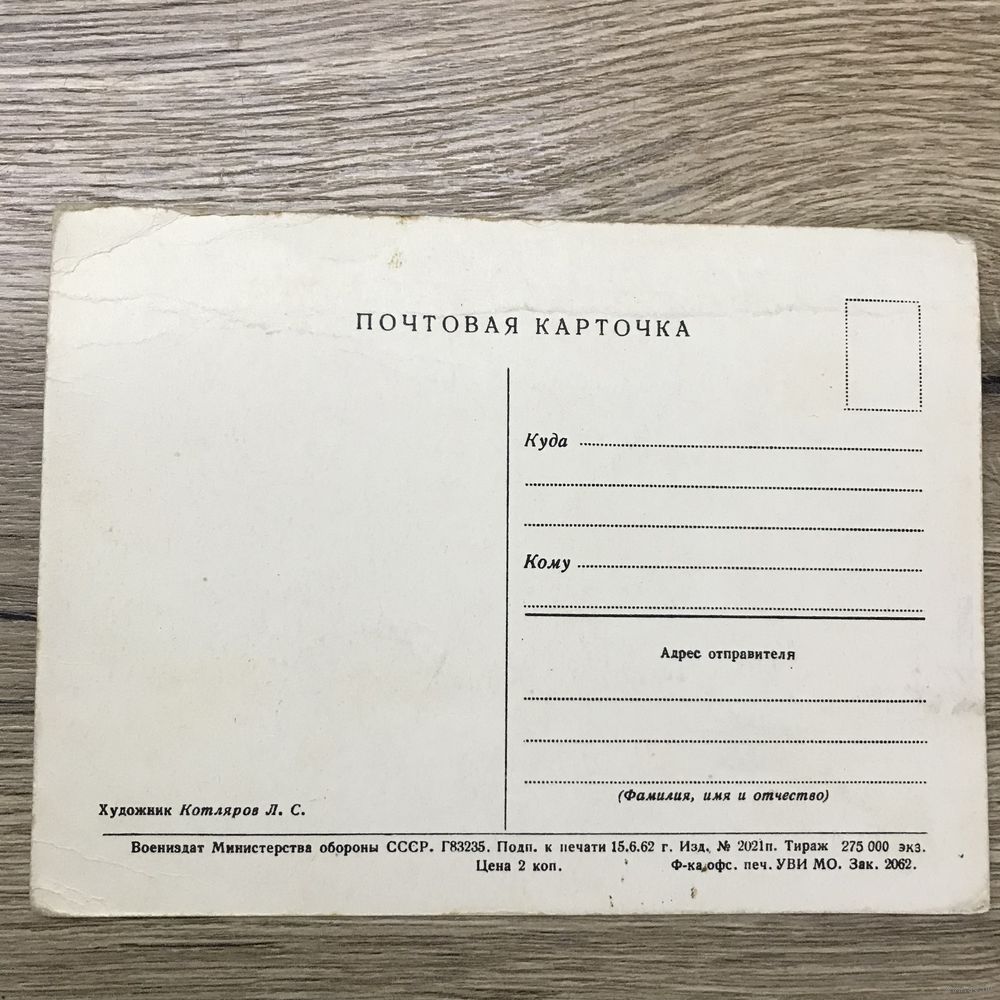 ПОЧТОВАЯ КАРТОЧКА
Куда
Кому
Адрес отправителя
(Фамилия, имя и отчество)
Художник Котляров Л. С.
Воениздат Министерства обороны СССР. Г83235. Подп. к печати 15.6.62 г. Изд. № 2021п. Тираж 275 000 экз.
Цена 2 коп. Ф-ка офс. печ. УВИ МО. Зак. 2062.